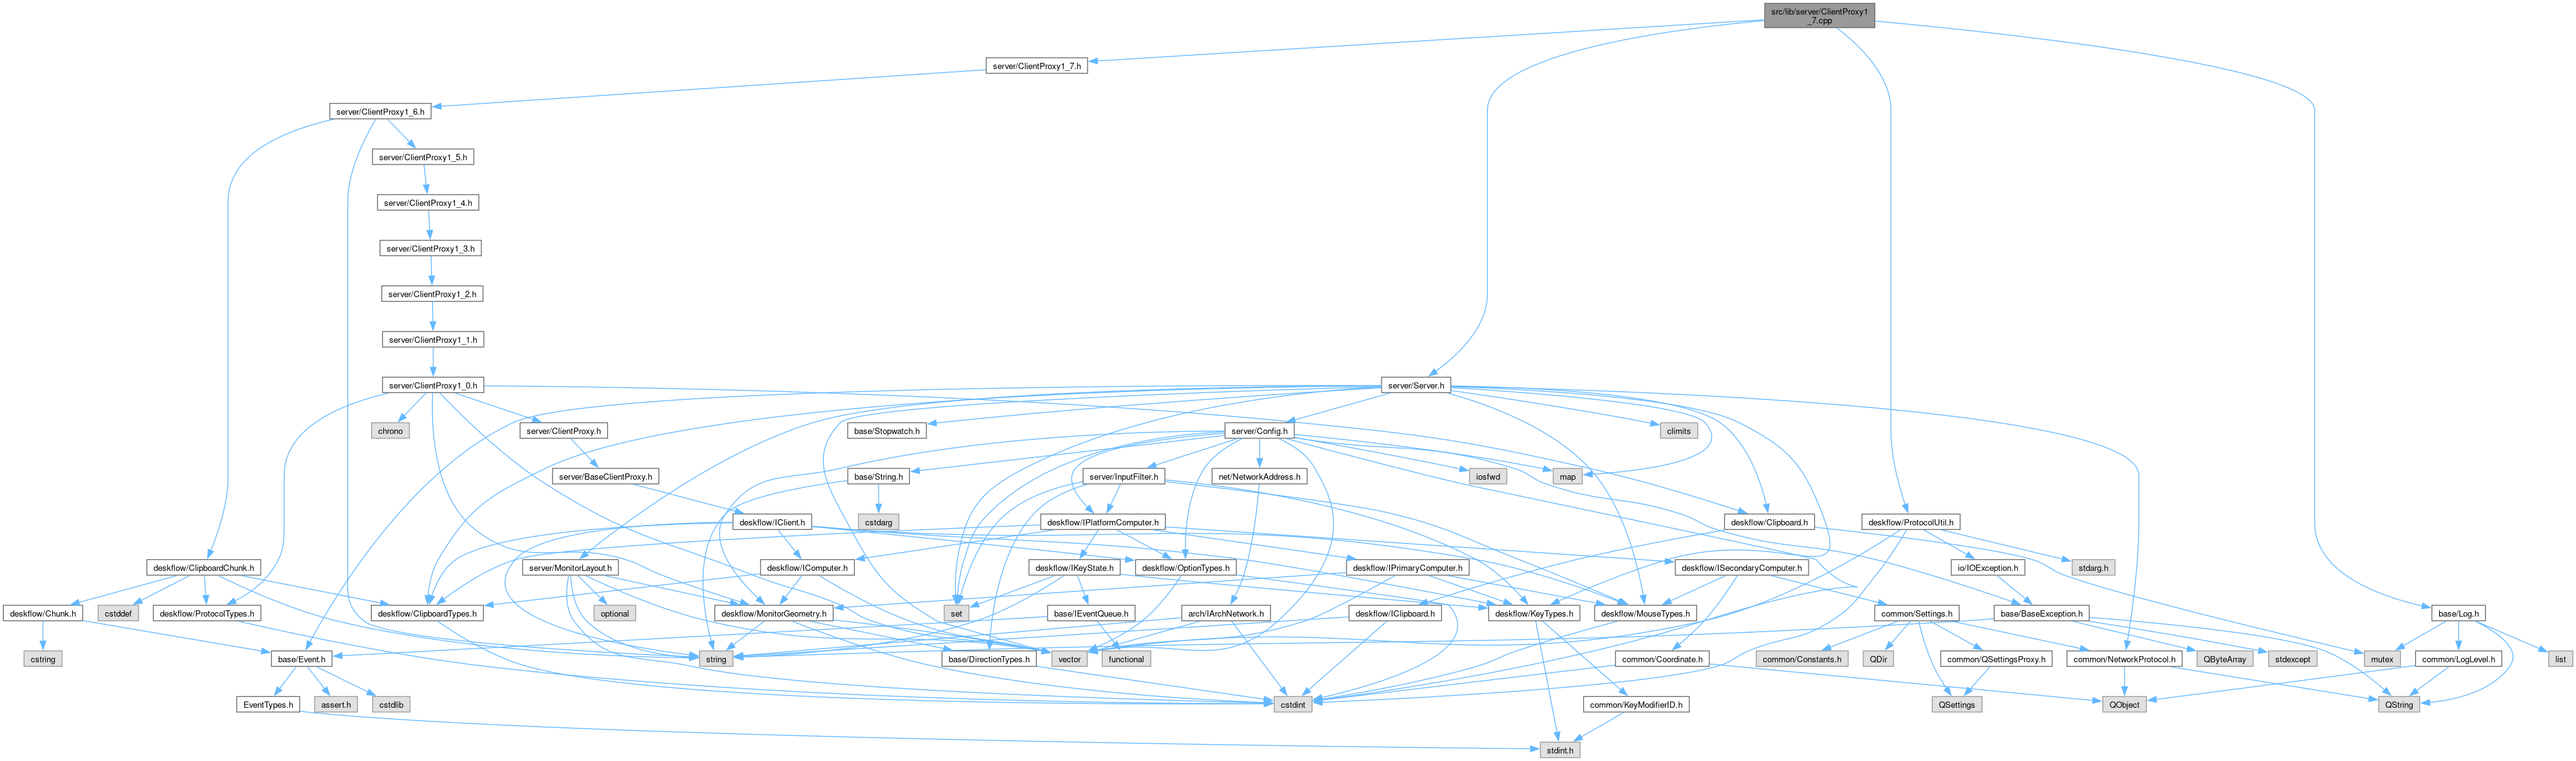 src/lib/server/ClientProxy1
_7.cpp
server/ClientProxy1_7.h
server/ClientProxy1_6.h
server/ClientProxy1_5.h
server/ClientProxy1_4.h
server/ClientProxy1_3.h
server/ClientProxy1_2.h
server/ClientProxy1_1.h
server/ClientProxy1_0.h
server/Server.h
chrono
server/ClientProxy.h
base/Stopwatch.h
server/Config.h
climits
server/BaseClientProxy.h
base/String.h
server/InputFilter.h
net/NetworkAddress.h
iosfwd
map
deskflow/IClient.h
cstdarg
deskflow/IPlatformComputer.h
deskflow/Clipboard.h
deskflow/ProtocolUtil.h
deskflow/ClipboardChunk.h
server/MonitorLayout.h
deskflow/IComputer.h
deskflow/IKeyState.h
deskflow/OptionTypes.h
deskflow/IPrimaryComputer.h
deskflow/ISecondaryComputer.h
io/IOException.h
stdarg.h
deskflow/Chunk.h
cstddef
deskflow/ProtocolTypes.h
deskflow/ClipboardTypes.h
optional
deskflow/MonitorGeometry.h
set
base/IEventQueue.h
arch/IArchNetwork.h
deskflow/IClipboard.h
deskflow/KeyTypes.h
deskflow/MouseTypes.h
common/Settings.h
base/BaseException.h
base/Log.h
cstring
base/Event.h
string
base/DirectionTypes.h
vector
functional
common/Coordinate.h
common/Constants.h
QDir
common/QSettingsProxy.h
common/NetworkProtocol.h
QByteArray
stdexcept
mutex
common/LogLevel.h
list
EventTypes.h
assert.h
cstdlib
cstdint
common/KeyModifierID.h
QSettings
QObject
QString
stdint.h